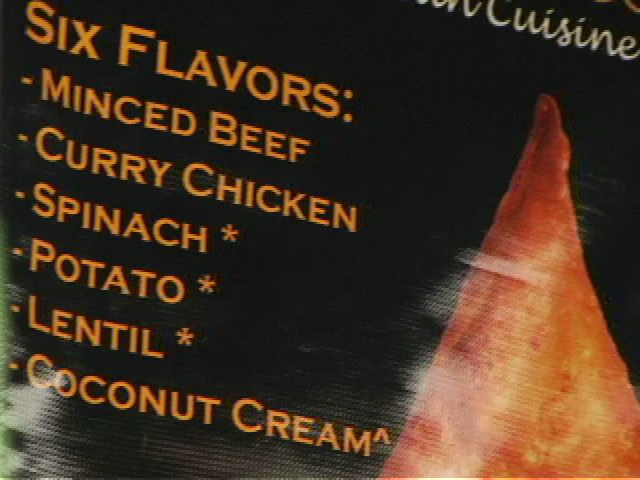 Cuisine
SIX FLAVORS:
- MINCED BEEF
- CURRY CHICKEN
- SPINACH *
- POTATO *
- LENTIL *
- COCONUT CREAM^